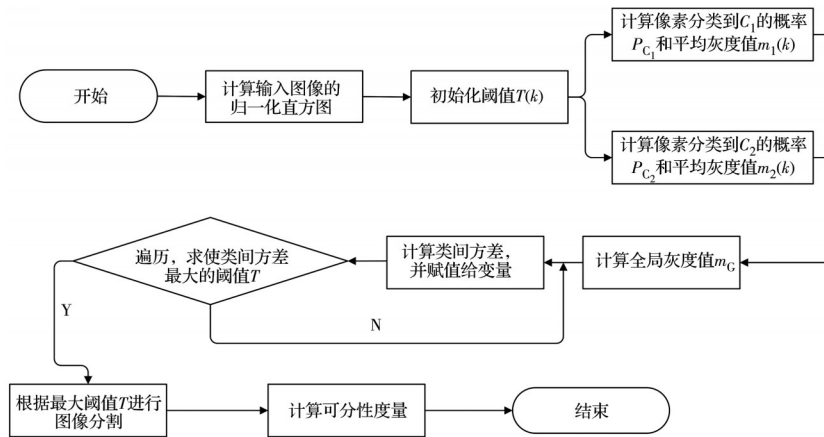 开始
计算输入图像的
归一化直方图
初始化阈值T(k)
计算像素分类到C₁的概率
P_C₁和平均灰度值m₁(k)
计算像素分类到C₂的概率
P_C₂和平均灰度值m₂(k)
计算全局灰度值m_G
计算类间方差，
并赋值给变量
遍历，求使类间方差
最大的阈值T
Y
N
根据最大阈值T进行
图像分割
计算可分性度量
结束